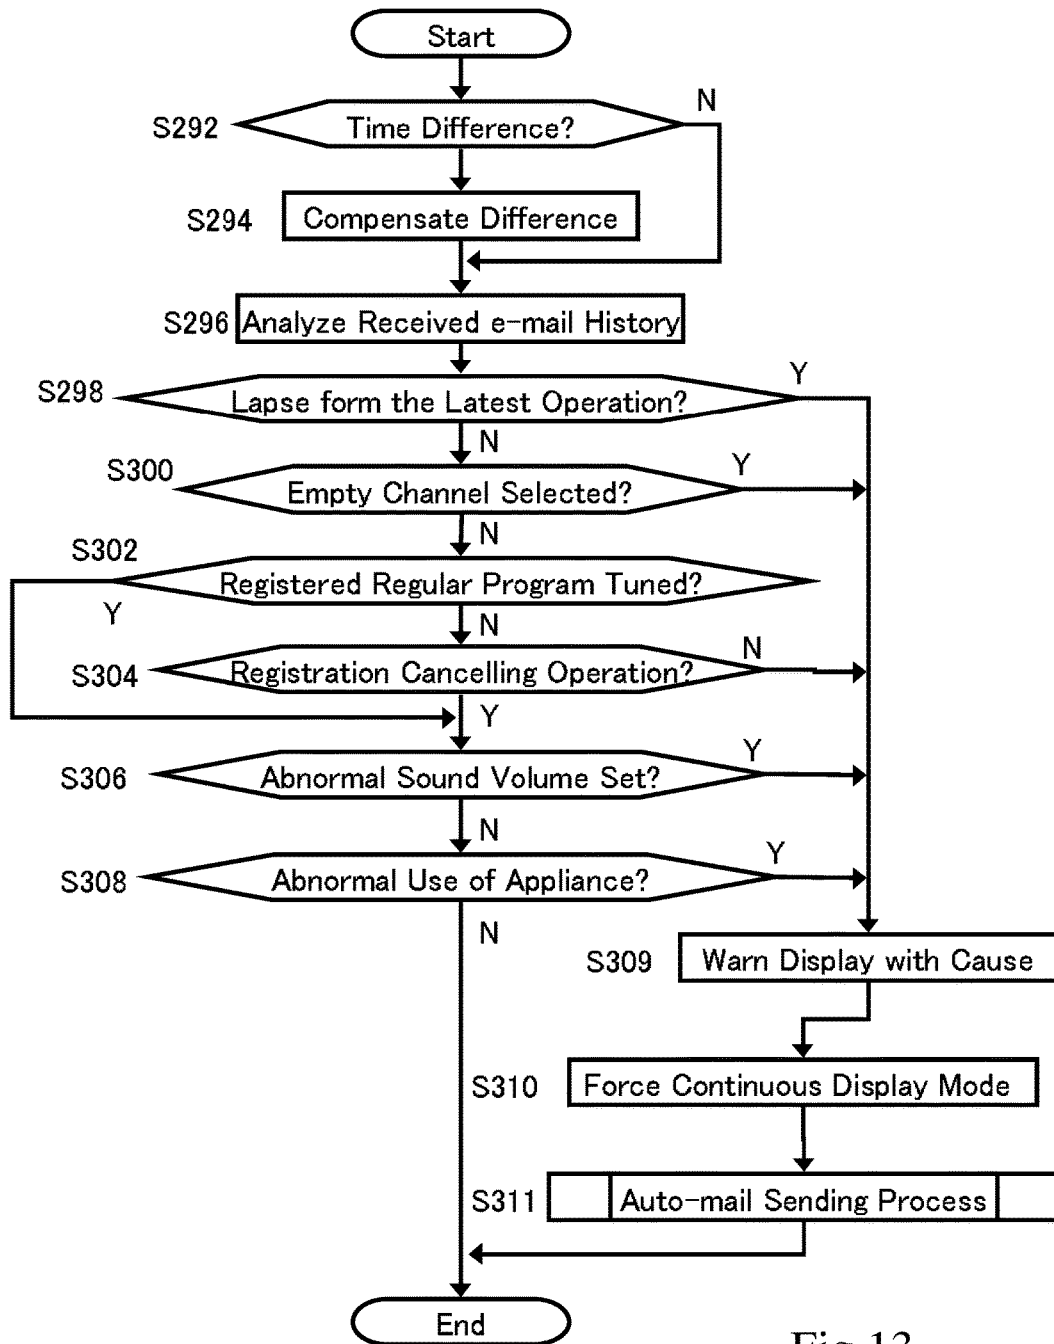 Start
N
S292
Time Difference?
S294
Compensate Difference
S296
Analyze Received e-mail History
S298
Lapse form the Latest Operation?
Y
N
S300
Empty Channel Selected?
Y
N
S302
Registered Regular Program Tuned?
Y
N
S304
Registration Cancelling Operation?
N
Y
S306
Abnormal Sound Volume Set?
Y
N
S308
Abnormal Use of Appliance?
Y
N
S309
Warn Display with Cause
S310
Force Continuous Display Mode
S311
Auto-mail Sending Process
End
Fig.13